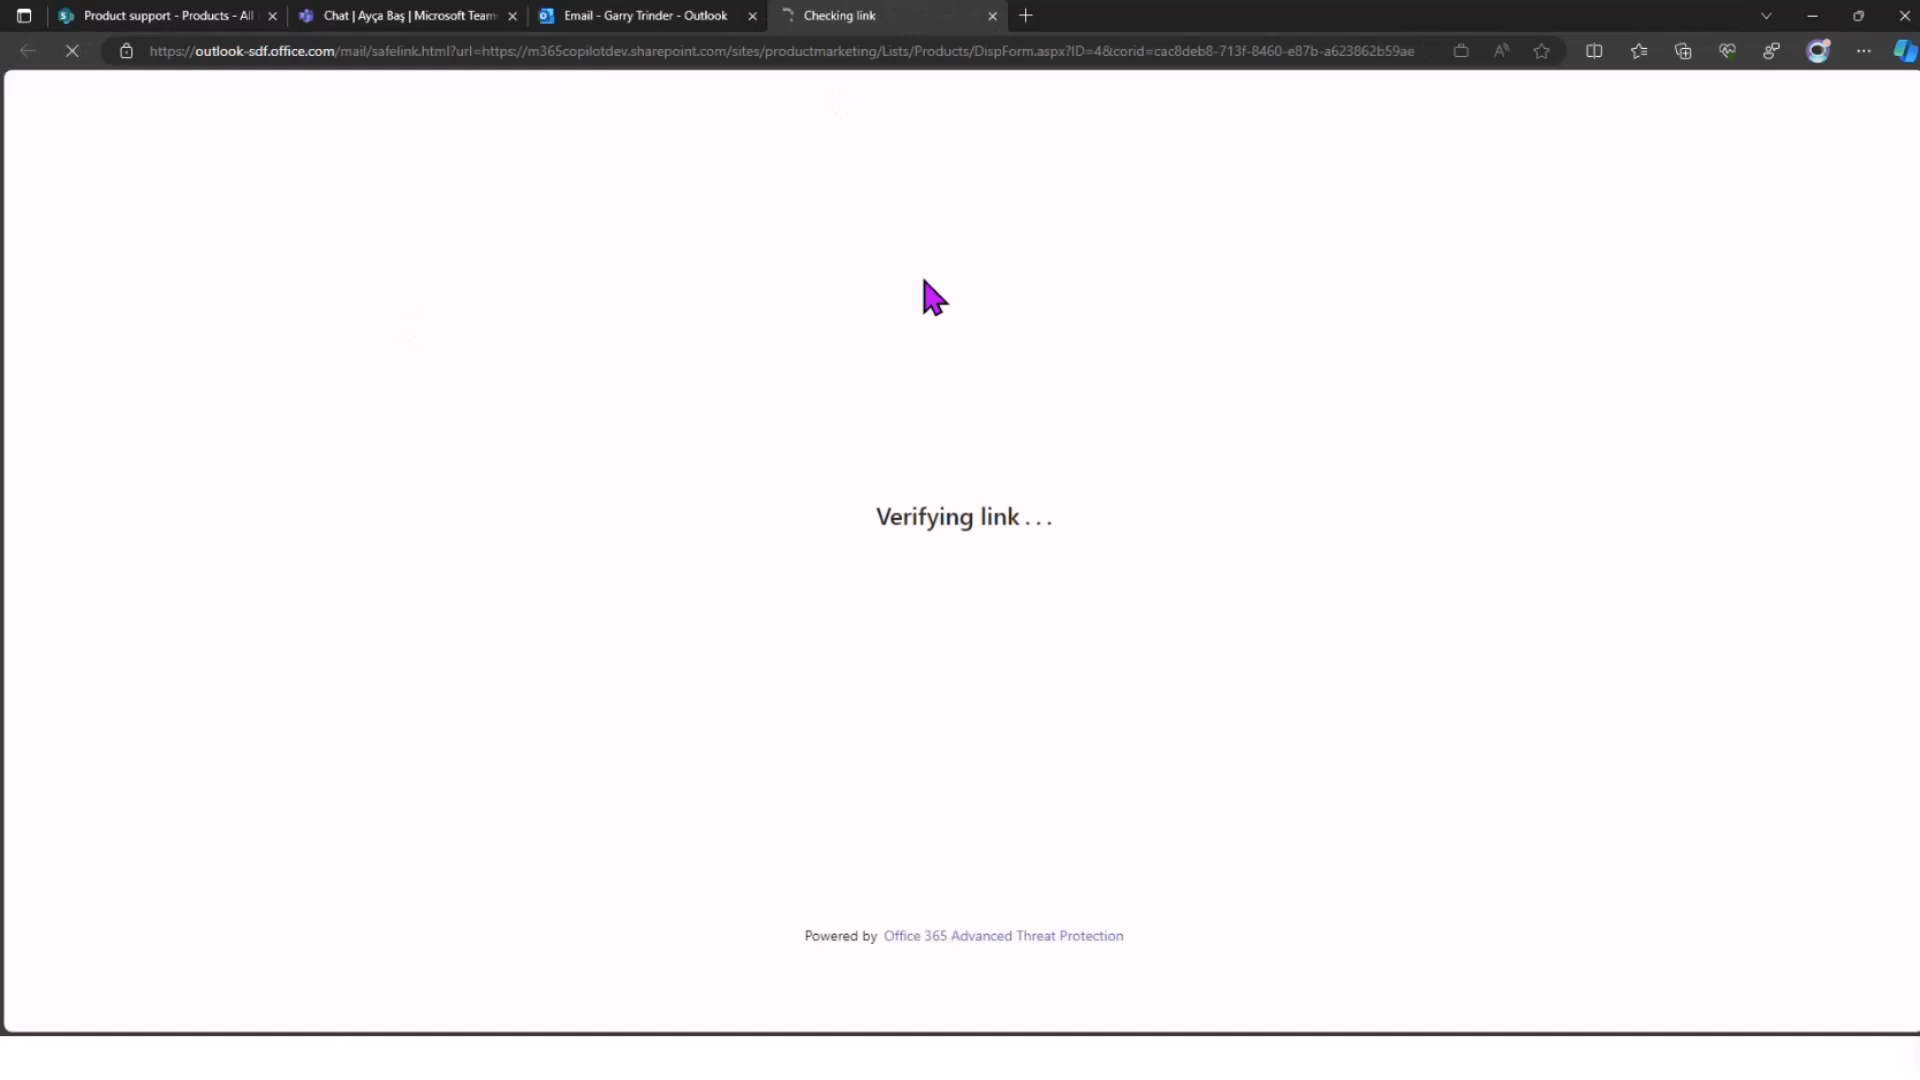 Product support - Products - All
Chat | Ayça Baş | Microsoft Team
Email - Garry Trinder - Outlook
Checking link
https://outlook-sdf.office.com/mail/safelink.html?url=https://m365copilotdev.sharepoint.com/sites/productmarketing/Lists/Products/DispForm.aspx?ID=4&corid=cac8deb8-713f-8460-e87b-a623862b59ae
Verifying link . . .
Powered by Office 365 Advanced Threat Protection